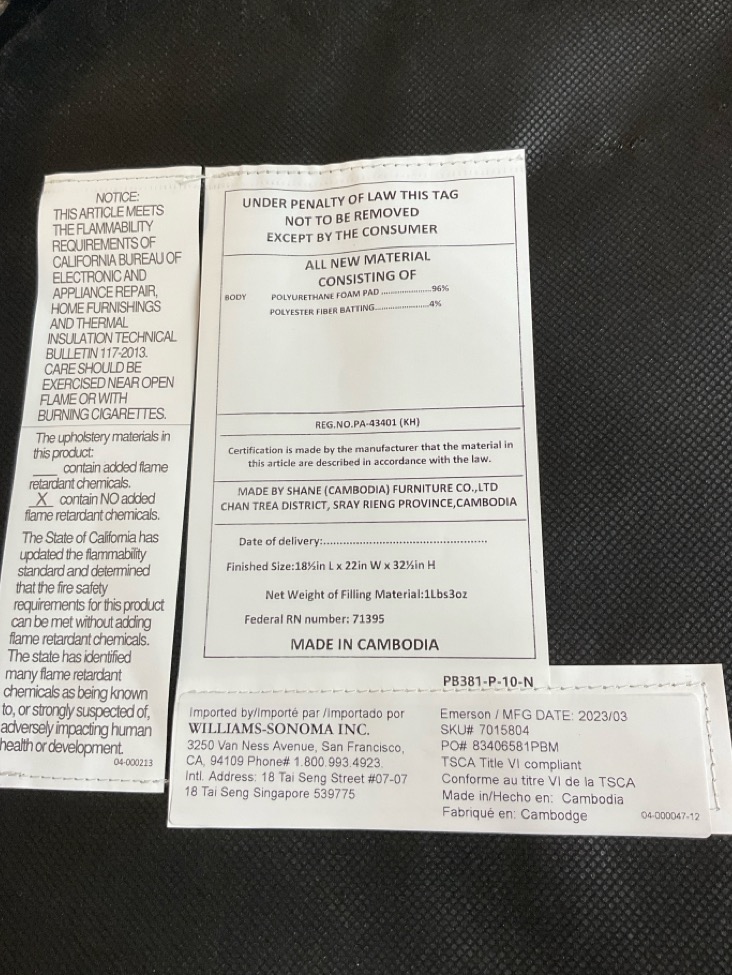 NOTICE:
THIS ARTICLE MEETS
THE FLAMMABILITY
REQUIREMENTS OF
CALIFORNIA BUREAU OF
ELECTRONIC AND
APPLIANCE REPAIR,
HOME FURNISHINGS
AND THERMAL
INSULATION TECHNICAL
BULLETIN 117-2013.
CARE SHOULD BE
EXERCISED NEAR OPEN
FLAME OR WITH
BURNING CIGARETTES.
The upholstery materials in
this product:
____ contain added flame
retardant chemicals.
X contain NO added
flame retardant chemicals.
The State of California has
updated the flammability
standard and determined
that the fire safety
requirements for this product
can be met without adding
flame retardant chemicals.
The state has identified
many flame retardant
chemicals as being known
to, or strongly suspected of,
adversely impacting human
health or development.
04-000213
UNDER PENALTY OF LAW THIS TAG
NOT TO BE REMOVED
EXCEPT BY THE CONSUMER
ALL NEW MATERIAL
CONSISTING OF
BODY POLYURETHANE FOAM PAD ..............96%
POLYESTER FIBER BATTING...............4%
REG.NO.PA-43401 (KH)
Certification is made by the manufacturer that the material in
this article are described in accordance with the law.
MADE BY SHANE (CAMBODIA) FURNITURE CO.,LTD
CHAN TREA DISTRICT, SRAY RIENG PROVINCE,CAMBODIA
Date of delivery:................................................
Finished Size:18½in L x 22in W x 32½in H
Net Weight of Filling Material:1Lbs3oz
Federal RN number: 71395
MADE IN CAMBODIA
PB381-P-10-N
Imported by/Importé par /Importado por
WILLIAMS-SONOMA INC.
3250 Van Ness Avenue, San Francisco,
CA, 94109 Phone# 1.800.993.4923
Intl. Address: 18 Tai Seng Street #07-07
18 Tai Seng Singapore 539775
Emerson / MFG DATE: 2023/03
SKU# 7015804
PO# 83406581PBM
TSCA Title VI compliant
Conforme au titre VI de la TSCA
Made in/Hecho en: Cambodia
Fabriqué en: Cambodge
04-000047-12